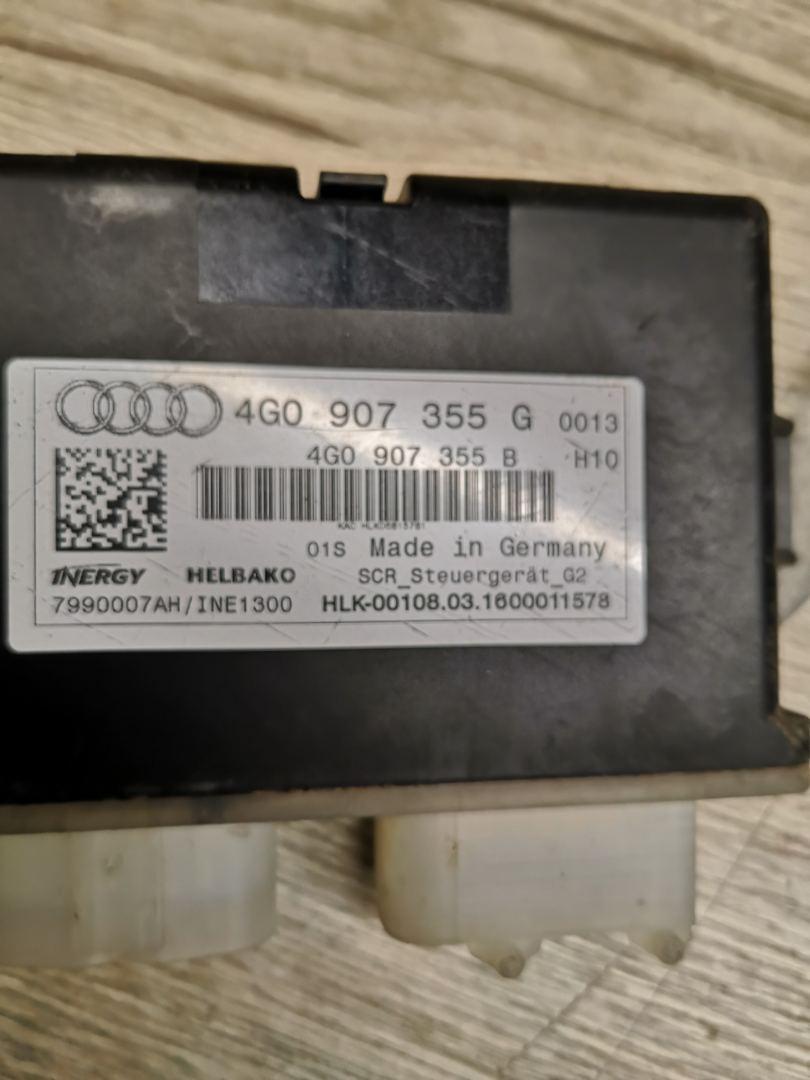 4G0 907 355 G 0013
4G0 907 355 B H10
01S Made in Germany
INERGY HELBAKO SCR_Steuergerät_G2
7990007AH/INE1300 HLK-00108.03.1600011578